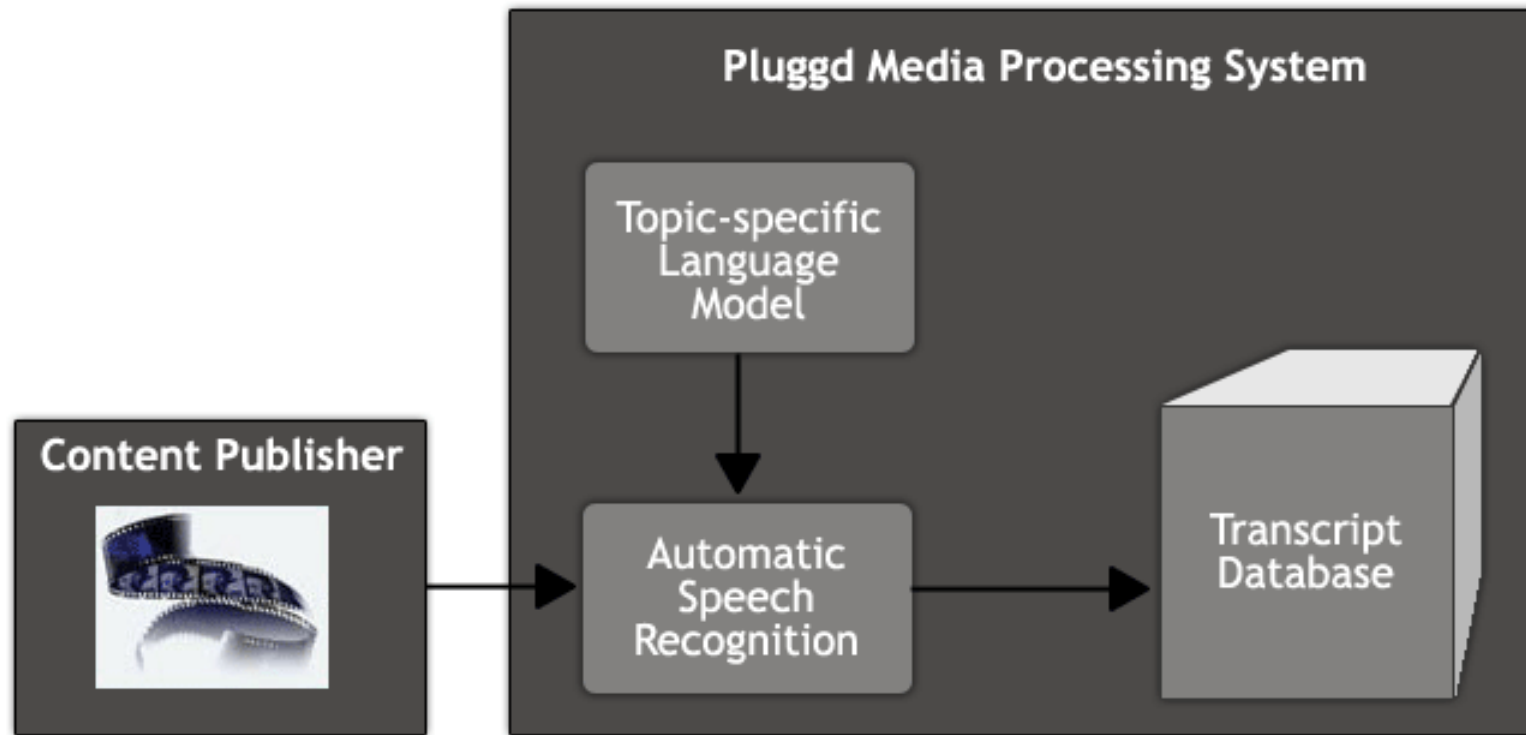 Pluggd Media Processing System
Topic-specific
Language
Model
Content Publisher
Automatic
Speech
Recognition
Transcript
Database